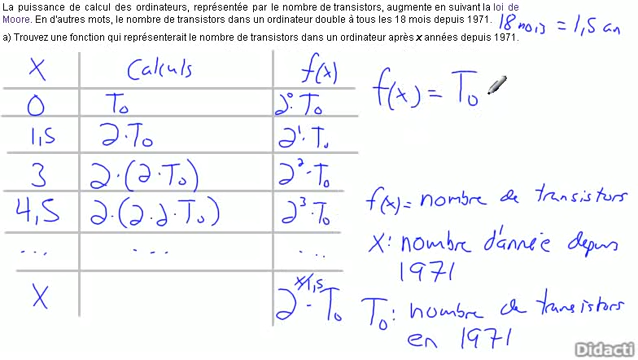 La puissance de calcul des ordinateurs, représentée par le nombre de transistors, augmente en suivant la loi de
Moore. En d'autres mots, le nombre de transistors dans un ordinateur double à tous les 18 mois depuis 1971. 18 mois = 1,5 an
a) Trouvez une fonction qui représenterait le nombre de transistors dans un ordinateur après x années depuis 1971.
X Calculs f(x)
0 T₀ 2⁰·T₀
1,5 2·T₀ 2¹·T₀
3 2·(2·T₀) 2²·T₀
4,5 2·(2·2·T₀) 2³·T₀
... ... ...
X 2^(x/1,5)·T₀
f(x) = T₀
f(x) = nombre de transistors
X: nombre d'année depuis
1971
T₀: nombre de transistors
en 1971
Didacti